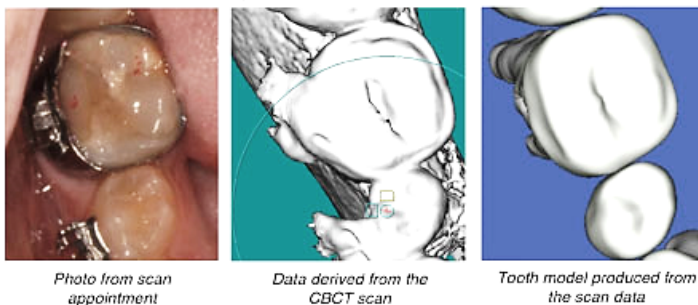 Photo from scan
appointment
Data derived from the
CBCT scan
Tooth model produced from
the scan data